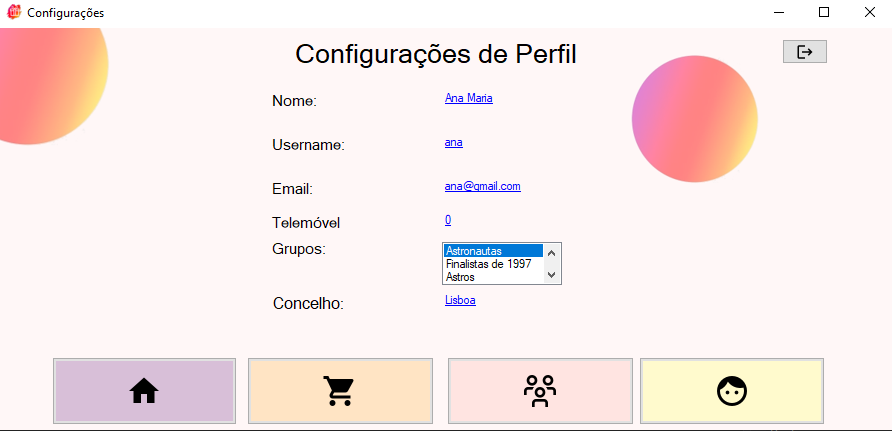 Configurações
Configurações de Perfil
Nome: Ana Maria
Username: ana
Email: ana@gmail.com
Telemóvel 0
Grupos: Astronautas
Finalistas de 1997
Astros
Concelho: Lisboa